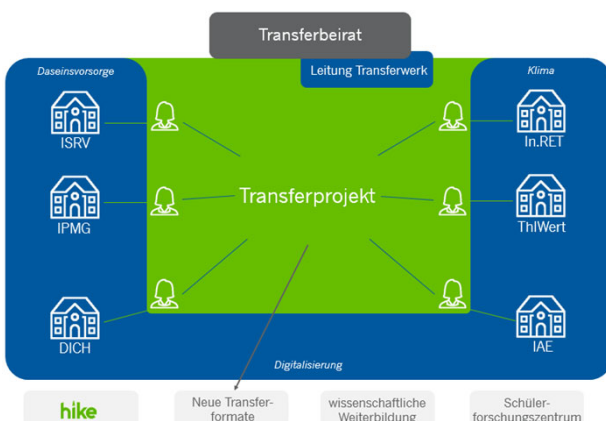 Transferbeirat
Leitung Transferwerk
Daseinsvorsorge
Klima
ISRV
In.RET
Transferprojekt
IPMG
ThIWert
DICH
IAE
Digitalisierung
hike
Neue Transfer-
formate
wissenschaftliche
Weiterbildung
Schüler-
forschungszentrum